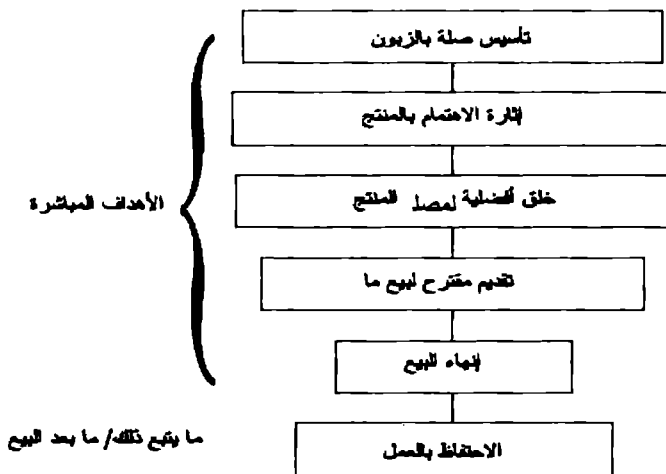 تأسيس صلة بالزبون
إثارة الاهتمام بالمنتج
خلق أفضلية لمصلـ المنتج
الأهداف المباشرة
تقديم مقترح لبيع ما
إنهاء البيع
ما يتبع ذلك/ ما بعد البيع
الاحتفاظ بالعمل